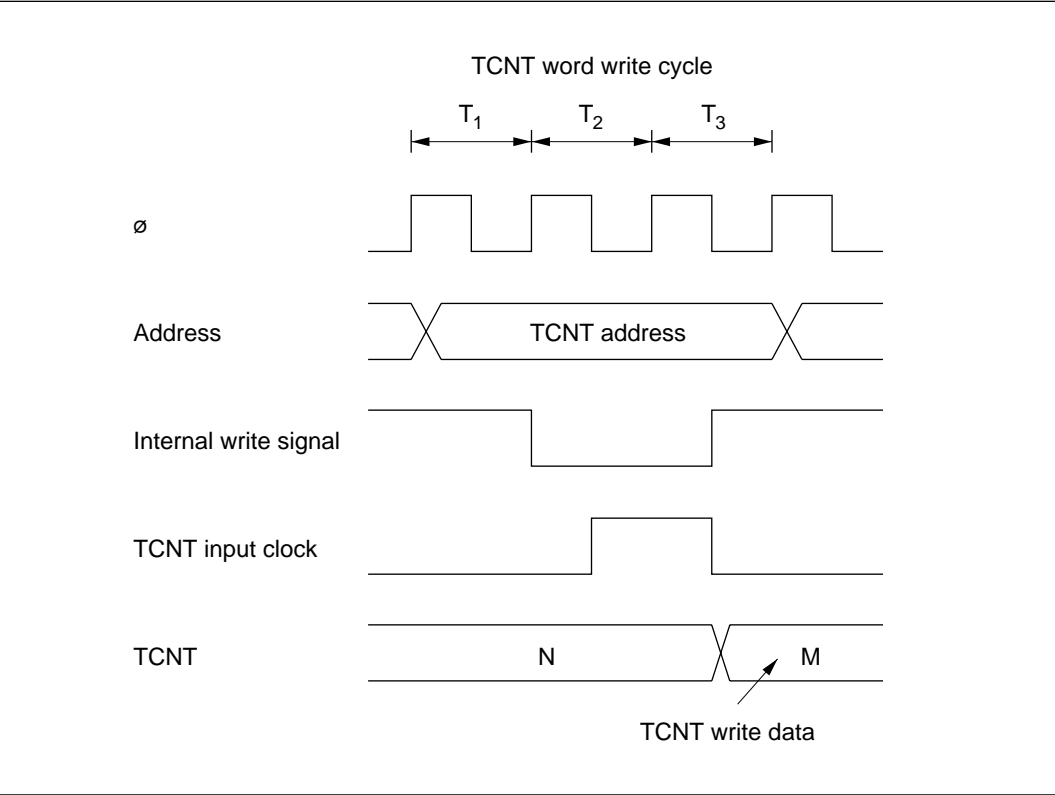 TCNT word write cycle
T1 T2 T3
ø
Address TCNT address
Internal write signal
TCNT input clock
TCNT N M
TCNT write data